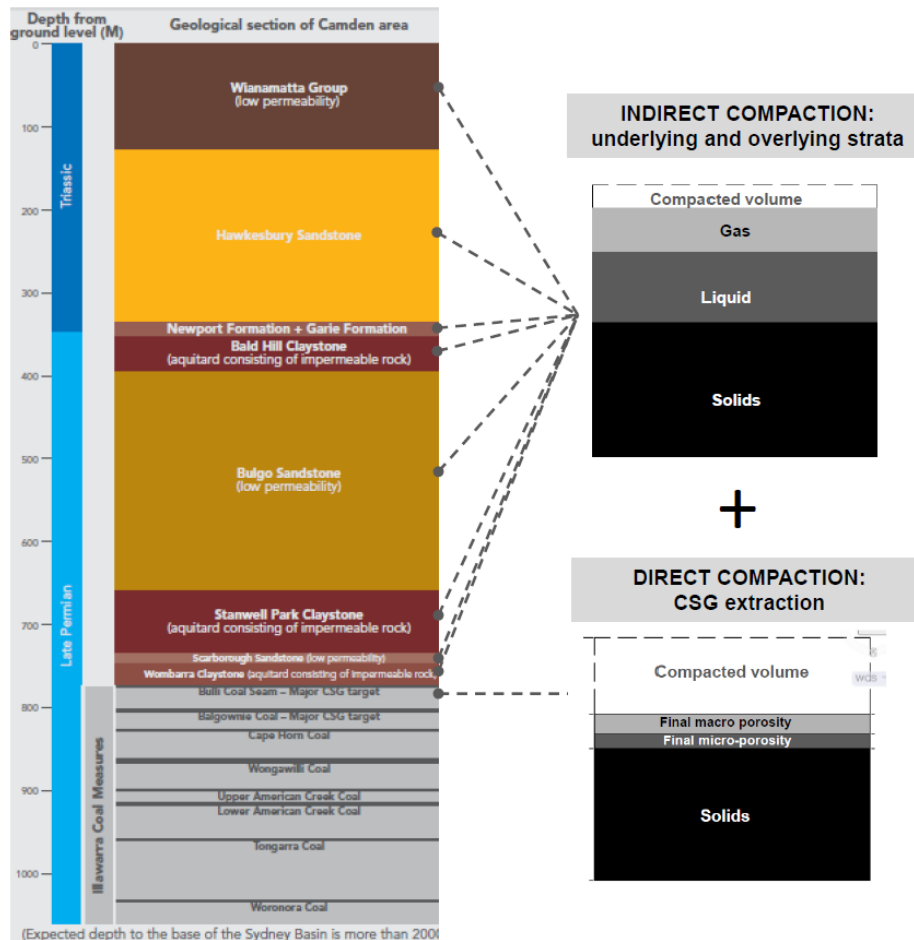 Depth from
ground level (M)
Geological section of Camden area
0
100
200
300
400
500
600
700
800
900
1000
Triassic
Late Permian
Illawarra Coal Measures
Wianamatta Group
(low permeability)
Hawkesbury Sandstone
Newport Formation + Garie Formation
Bald Hill Claystone
(aquitard consisting of impermeable rock)
Bulgo Sandstone
(low permeability)
Stanwell Park Claystone
(aquitard consisting of impermeable rock)
Scarborough Sandstone (low permeability)
Wombarra Claystone (aquitard consisting of impermeable rock)
Bulli Coal Seam – Major CSG target
Balgownie Coal – Major CSG target
Cape Horn Coal
Wongawilli Coal
Upper American Creek Coal
Lower American Creek Coal
Tongarra Coal
Woronora Coal
(Expected depth to the base of the Sydney Basin is more than 200
INDIRECT COMPACTION:
underlying and overlying strata
Compacted volume
Gas
Liquid
Solids
+
DIRECT COMPACTION:
CSG extraction
Compacted volume
was
Final macro porosity
Final micro-porosity
Solids